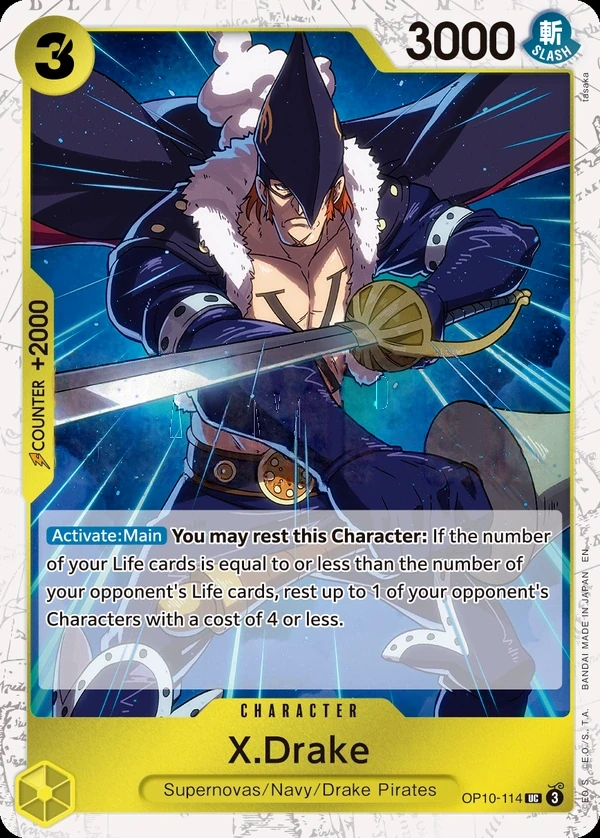 3
3000
斬
SLASH
tasaka
COUNTER +2000
Activate:Main You may rest this Character: If the number
of your Life cards is equal to or less than the number of
your opponent's Life cards, rest up to 1 of your opponent's
Characters with a cost of 4 or less.
BANDAI MADE IN JAPAN EN
CHARACTER
X.Drake
Supernovas/Navy/Drake Pirates
OP10-114 UC 3